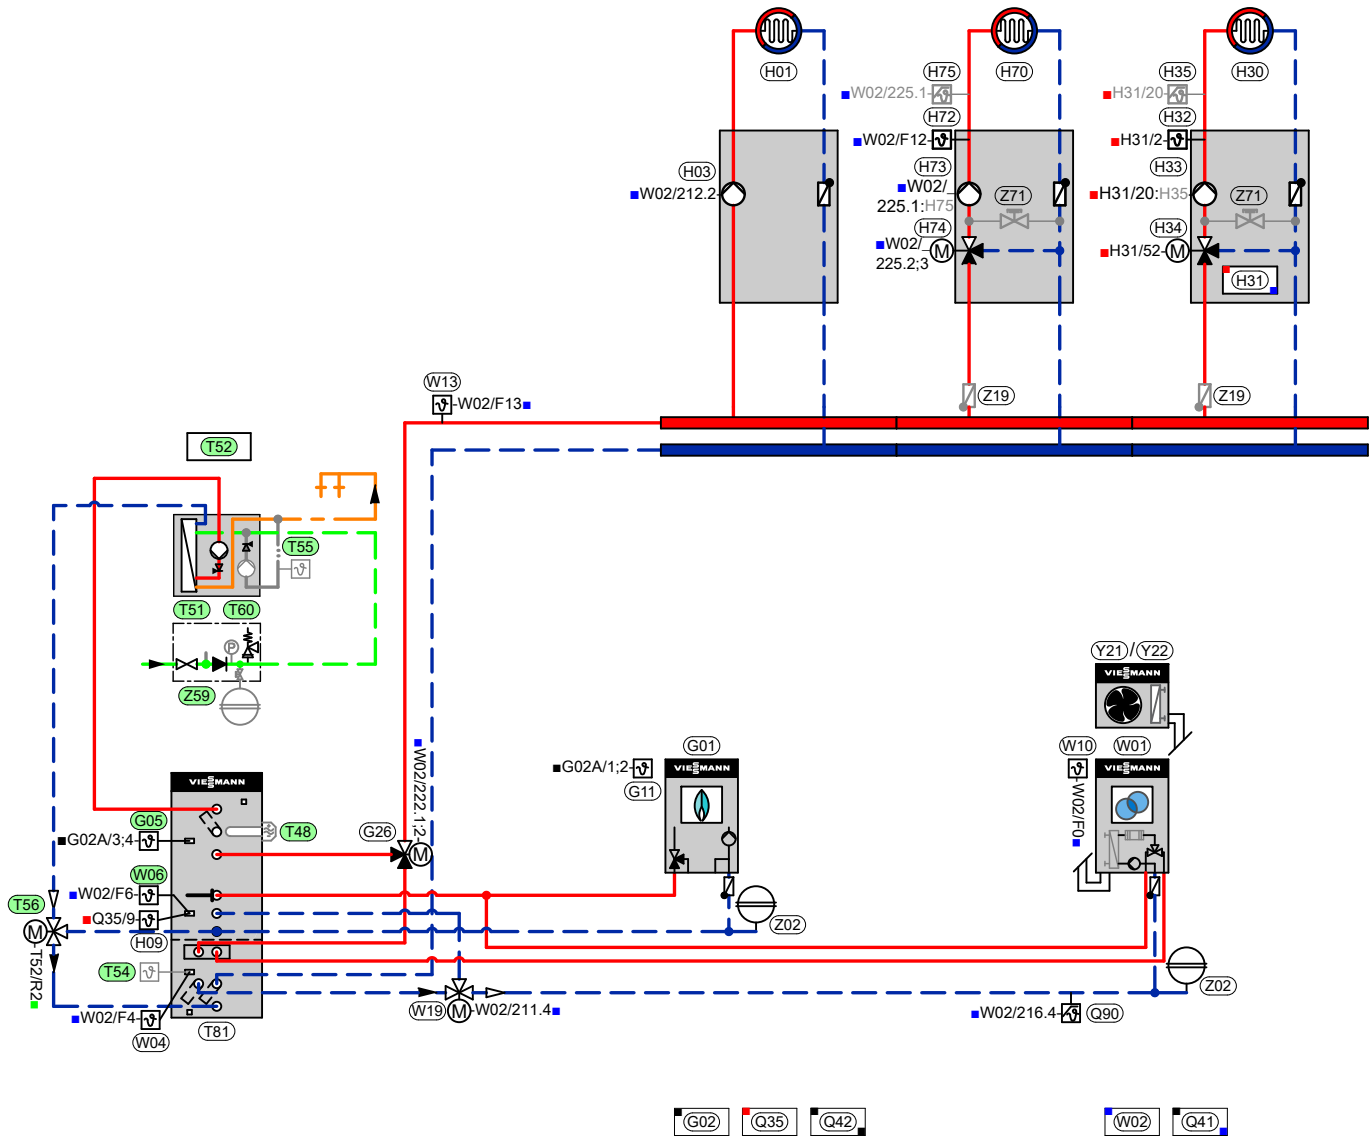 H01
H70
H30
H75
W02/225.1
H35
H31/20
H72
W02/F12
H32
H31/2
H03
W02/212.2
H73
W02/
225.1:H75
Z71
H33
H31/20:H35
Z71
H74
W02/
225.2;3
M
H34
H31/52
M
H31
W13
W02/F13
Z19
Z19
T52
T55
T51
T60
P
Z59
Y21 / Y22
VIESMANN
W02/222.1;2
G01
W10
W01
G02A/1;2
VIESMANN
VIESMANN
G11
W02/F0
VIESMANN
G05
T48
G26
G02A/3;4
M
W06
W02/F6
T56
Q35/9
M
H09
Z02
T52/R2
T54
W02/F4
W04
T81
W19
M
W02/211.4
W02/216.4
Q90
Z02
G02
Q35
Q42
W02
Q41